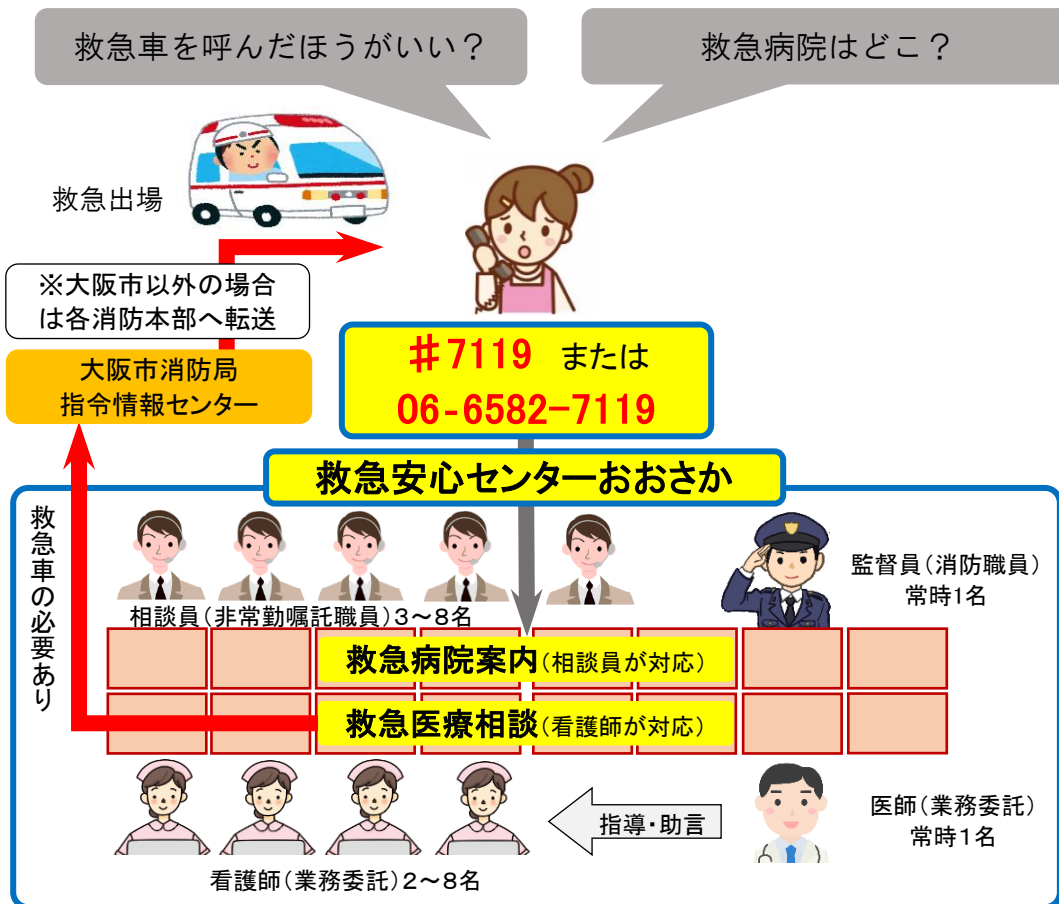 救急車を呼んだほうがいい？
救急病院はどこ？
救急出場
※大阪市以外の場合
は各消防本部へ転送
大阪市消防局
指令情報センター
♯7119 または
06-6582-7119
救急安心センターおおさか
救急車の必要あり
相談員(非常勤嘱託職員)3～8名
監督員(消防職員)
常時1名
救急病院案内(相談員が対応)
救急医療相談(看護師が対応)
指導・助言
医師(業務委託)
常時1名
看護師(業務委託)2～8名